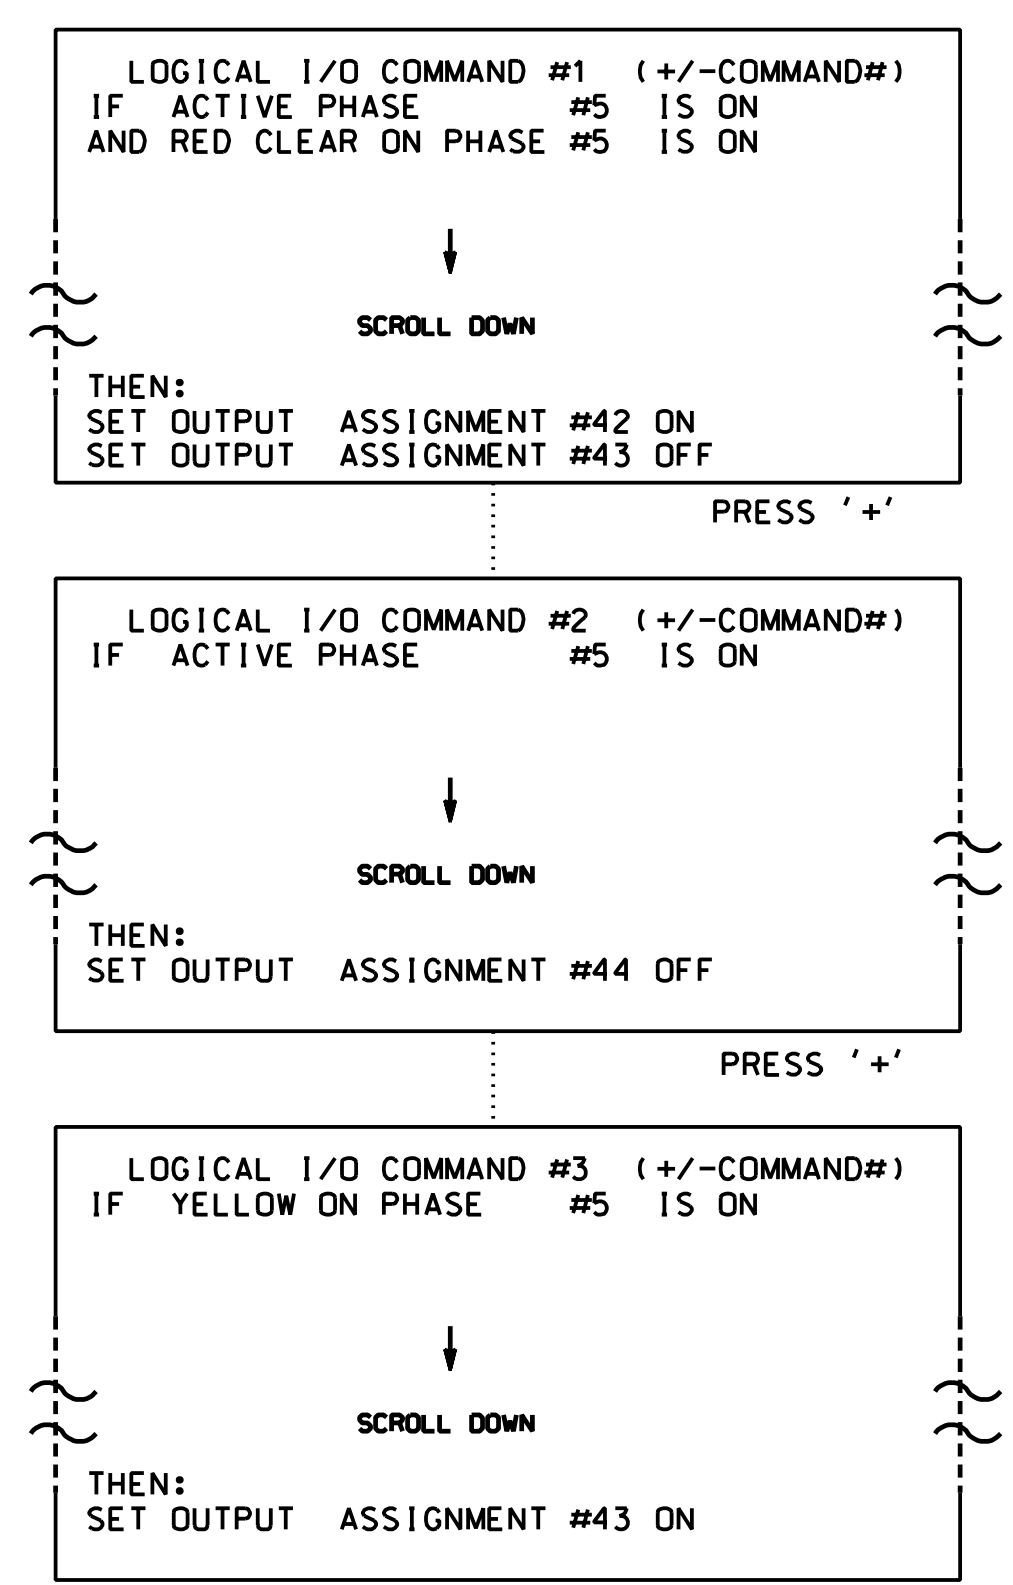 LOGICAL I/O COMMAND #1 (+/-COMMAND#)
IF ACTIVE PHASE #5 IS ON
AND RED CLEAR ON PHASE #5 IS ON
SCROLL DOWN
THEN:
SET OUTPUT ASSIGNMENT #42 ON
SET OUTPUT ASSIGNMENT #43 OFF
PRESS '+'
LOGICAL I/O COMMAND #2 (+/-COMMAND#)
IF ACTIVE PHASE #5 IS ON
SCROLL DOWN
THEN:
SET OUTPUT ASSIGNMENT #44 OFF
PRESS '+'
LOGICAL I/O COMMAND #3 (+/-COMMAND#)
IF YELLOW ON PHASE #5 IS ON
SCROLL DOWN
THEN:
SET OUTPUT ASSIGNMENT #43 ON